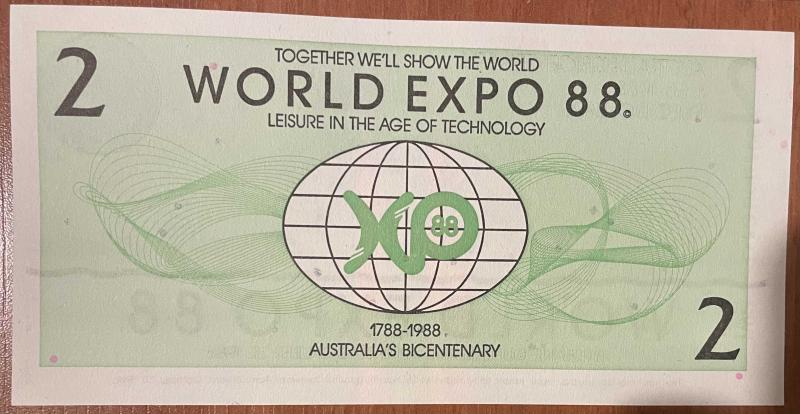 2
TOGETHER WE'LL SHOW THE WORLD
WORLD EXPO 88©
LEISURE IN THE AGE OF TECHNOLOGY
XPO
88
1788-1988
AUSTRALIA'S BICENTENARY
2